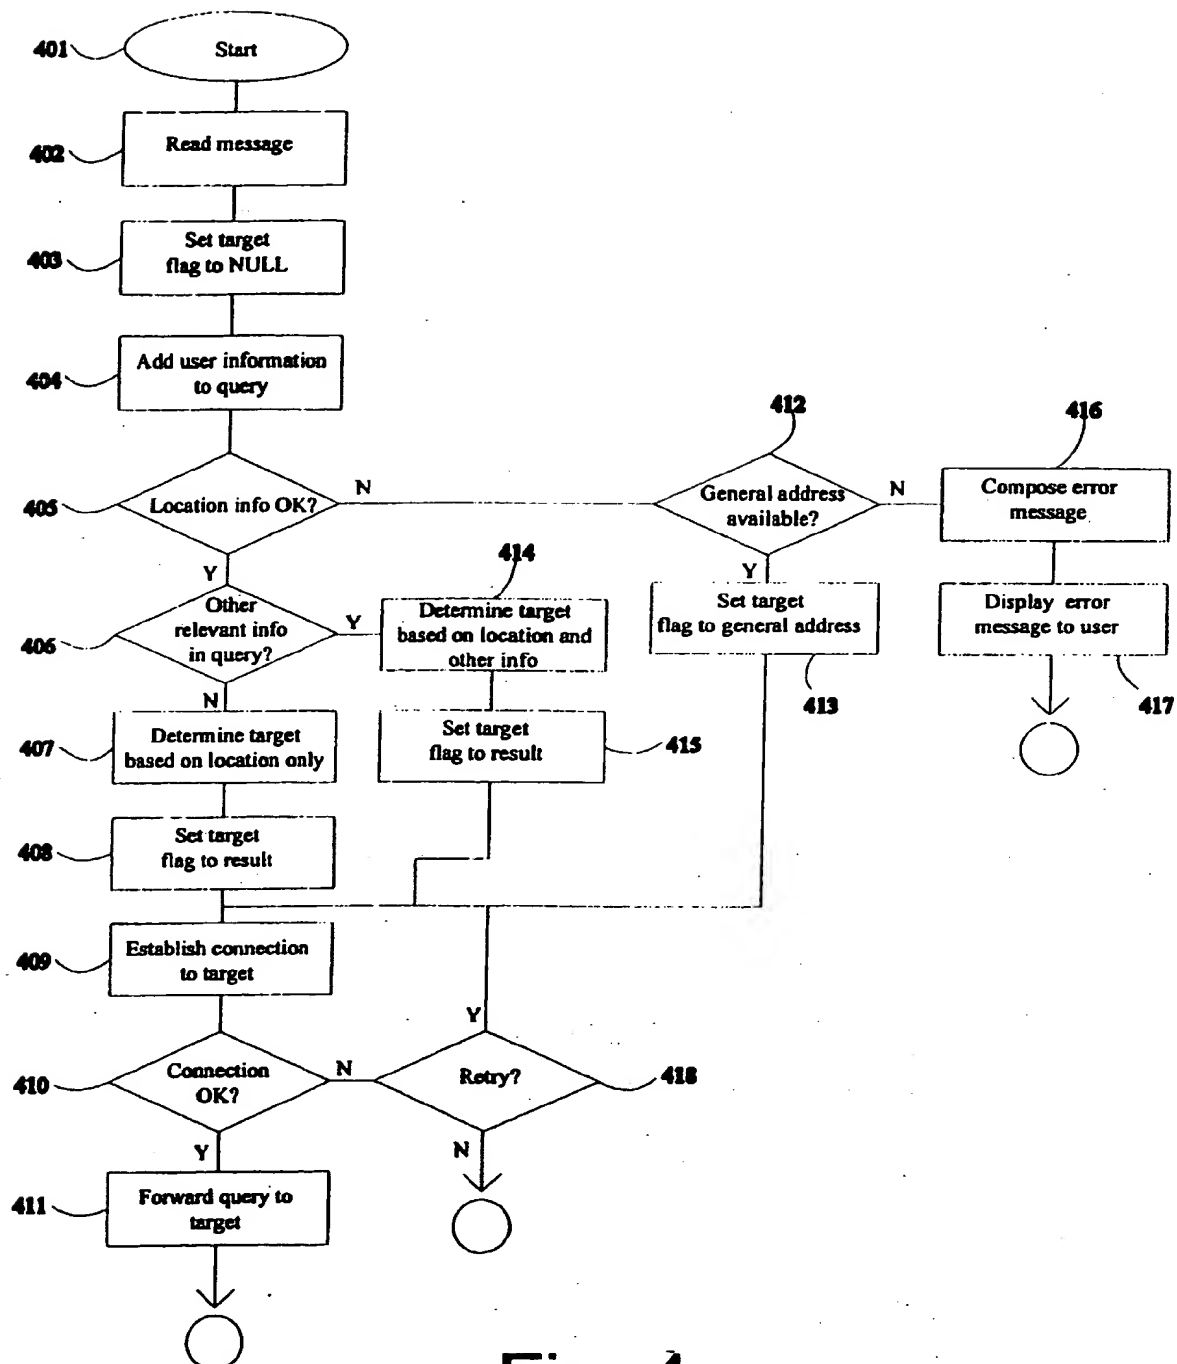 401
Start
402
Read message
403
Set target
flag to NULL
404
Add user information
to query
405
Location info OK?
N
412
General address
available?
N
416
Compose error
message
Y
Y
414
Display error
message to user
417
Set target
flag to general address
413
406
Other
relevant info
in query?
Y
Determine target
based on location and
other info
N
407
Determine target
based on location only
Set target
flag to result
415
408
Set target
flag to result
409
Establish connection
to target
Y
410
Connection
OK?
N
Retry?
418
Y
N
411
Forward query to
target